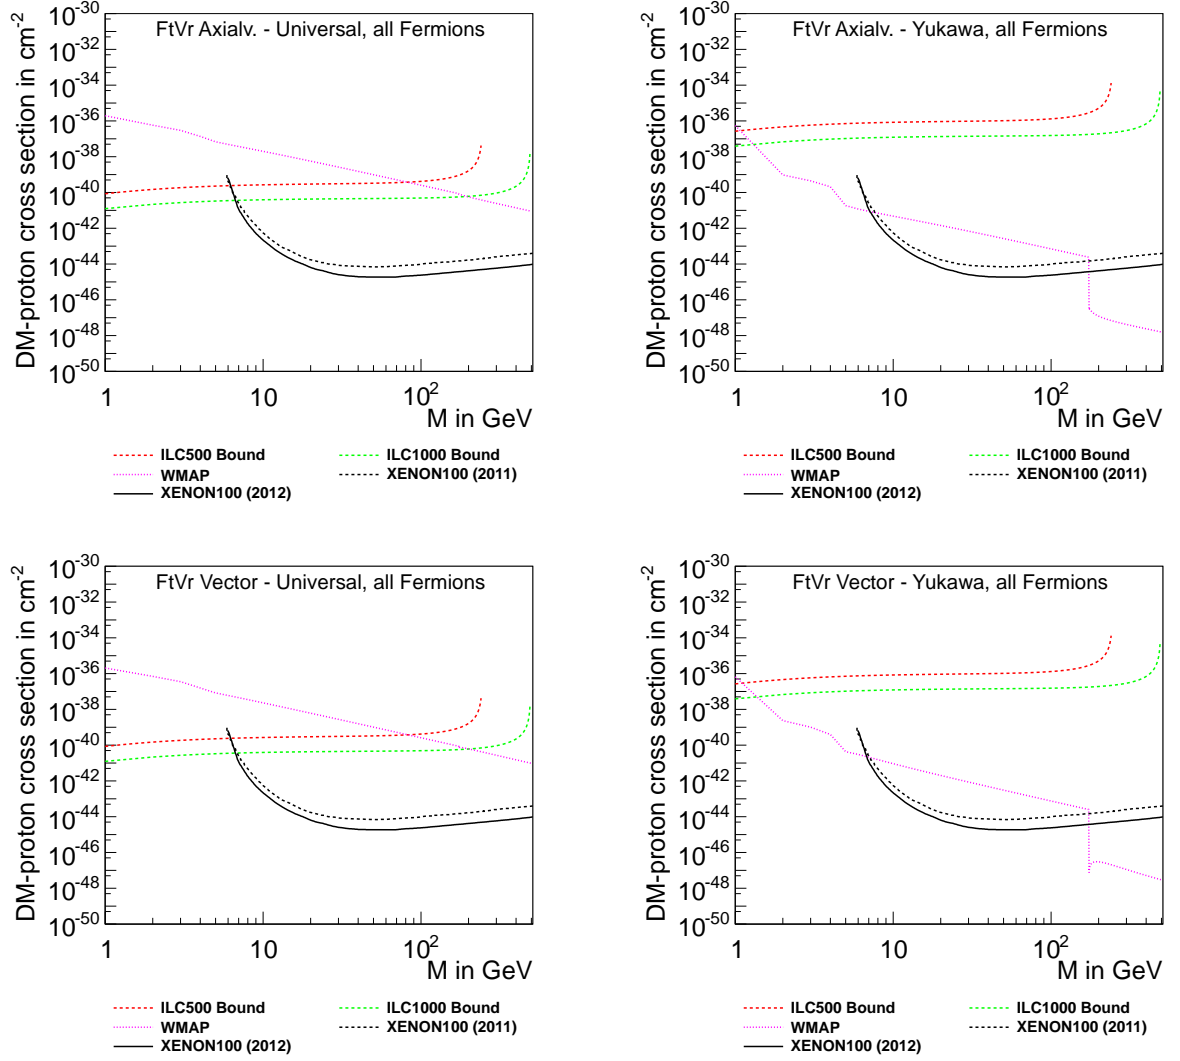 FtVr Axialv. - Universal, all Fermions
DM-proton cross section in cm^-2
10^-30
10^-32
10^-34
10^-36
10^-38
10^-40
10^-42
10^-44
10^-46
10^-48
10^-50
1 10 10^2
M in GeV
ILC500 Bound ILC1000 Bound
WMAP XENON100 (2011)
XENON100 (2012)
FtVr Axialv. - Yukawa, all Fermions
DM-proton cross section in cm^-2
10^-30
10^-32
10^-34
10^-36
10^-38
10^-40
10^-42
10^-44
10^-46
10^-48
10^-50
1 10 10^2
M in GeV
ILC500 Bound ILC1000 Bound
WMAP XENON100 (2011)
XENON100 (2012)
FtVr Vector - Universal, all Fermions
DM-proton cross section in cm^-2
10^-30
10^-32
10^-34
10^-36
10^-38
10^-40
10^-42
10^-44
10^-46
10^-48
10^-50
1 10 10^2
M in GeV
ILC500 Bound ILC1000 Bound
WMAP XENON100 (2011)
XENON100 (2012)
FtVr Vector - Yukawa, all Fermions
DM-proton cross section in cm^-2
10^-30
10^-32
10^-34
10^-36
10^-38
10^-40
10^-42
10^-44
10^-46
10^-48
10^-50
1 10 10^2
M in GeV
ILC500 Bound ILC1000 Bound
WMAP XENON100 (2011)
XENON100 (2012)